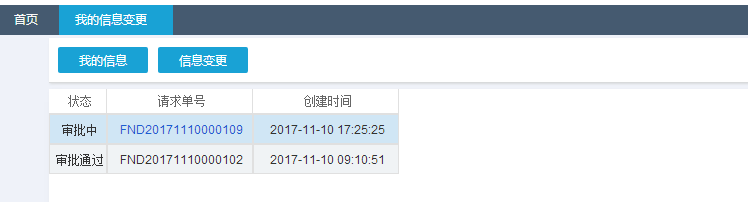 首页 我的信息变更
我的信息 信息变更
状态 请求单号 创建时间
审批中 FND20171110000109 2017-11-10 17:25:25
审批通过 FND20171110000102 2017-11-10 09:10:51